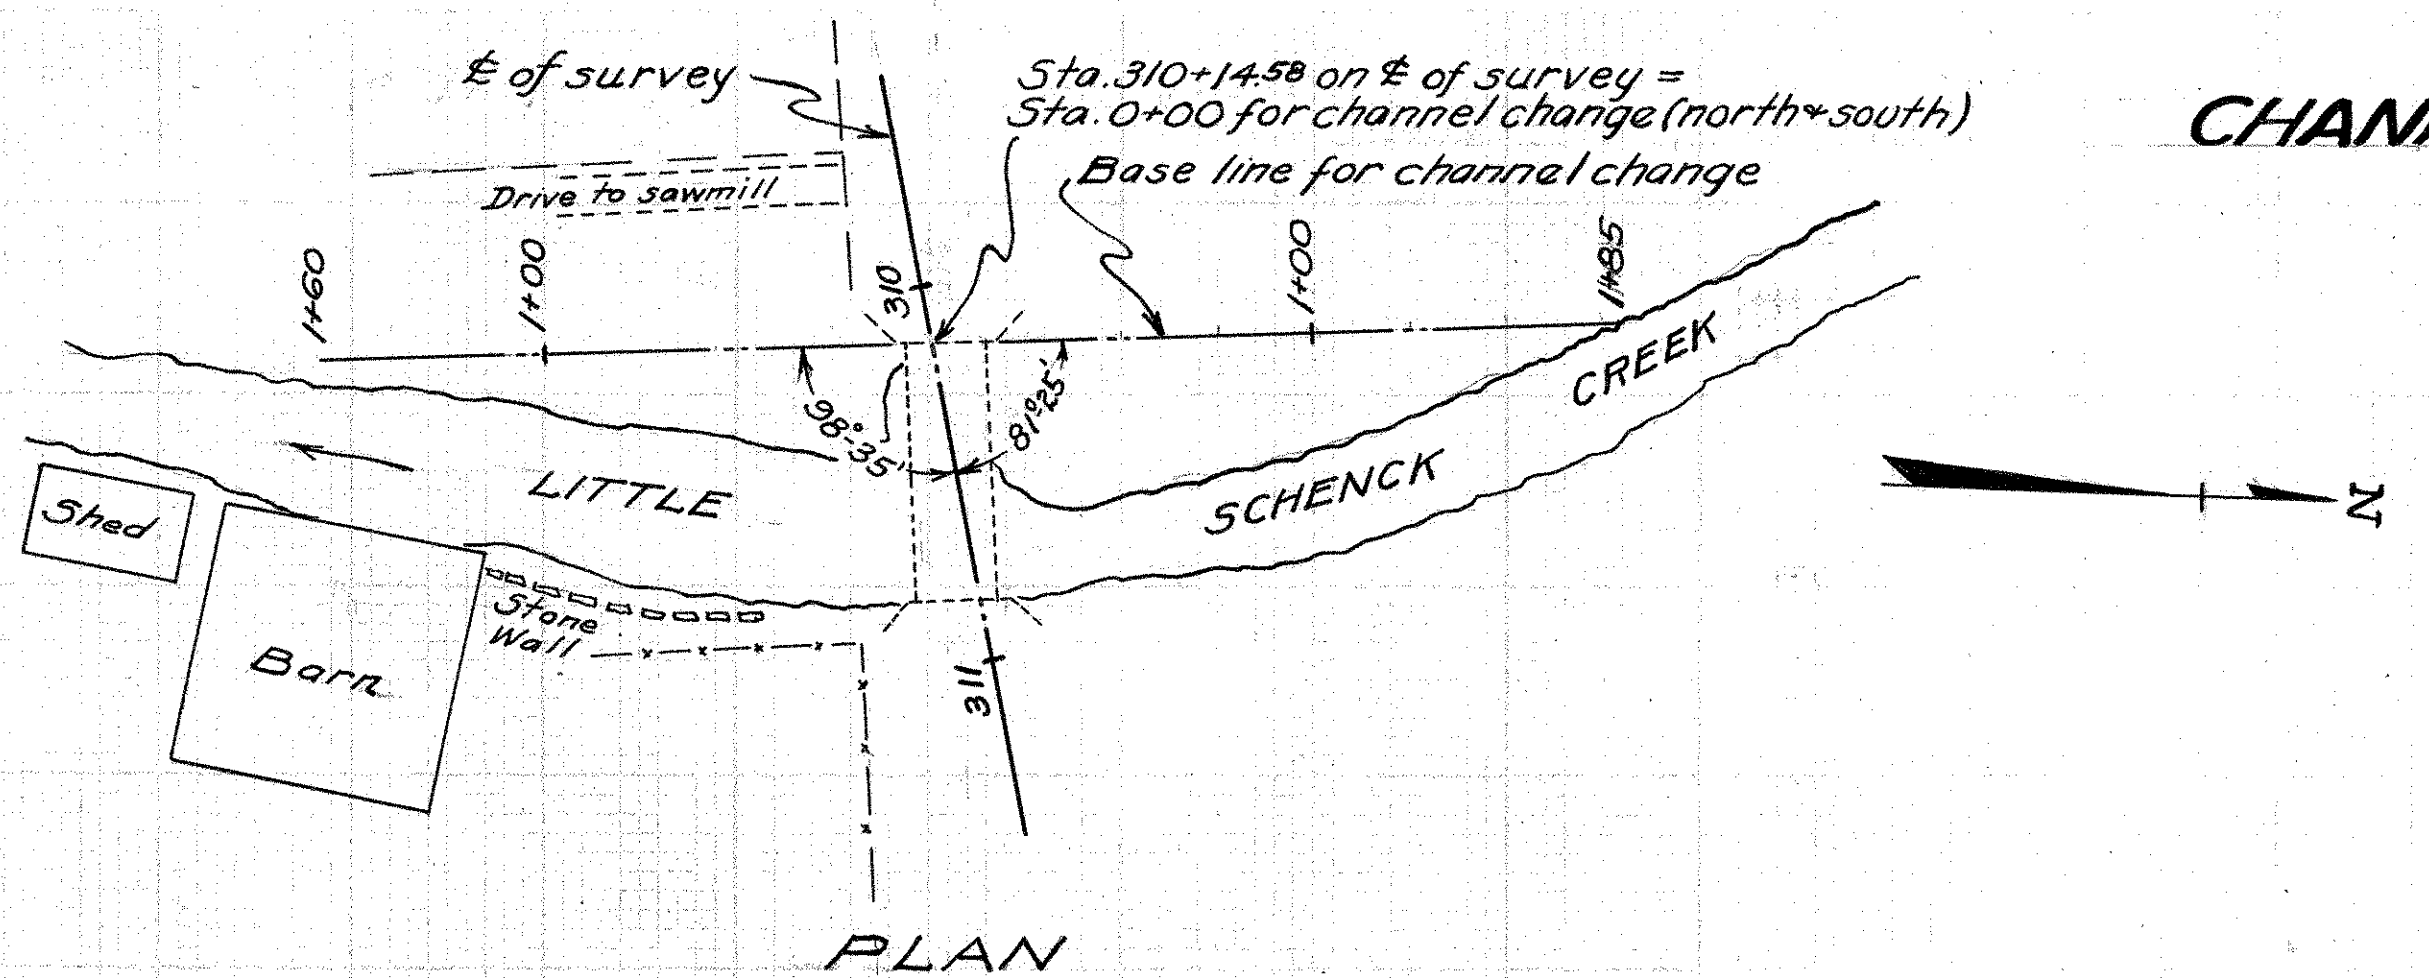 ℄ of survey
Sta. 310+14.58 on ℄ of survey =
Sta. 0+00 for channel change (north & south)
Base line for channel change
Drive to sawmill
1+60
1+00
310
1+00
1+85
98°-35'
81°25'
LITTLE
SCHENCK
CREEK
N
Shed
Barn
Stone
Wall
311
PLAN